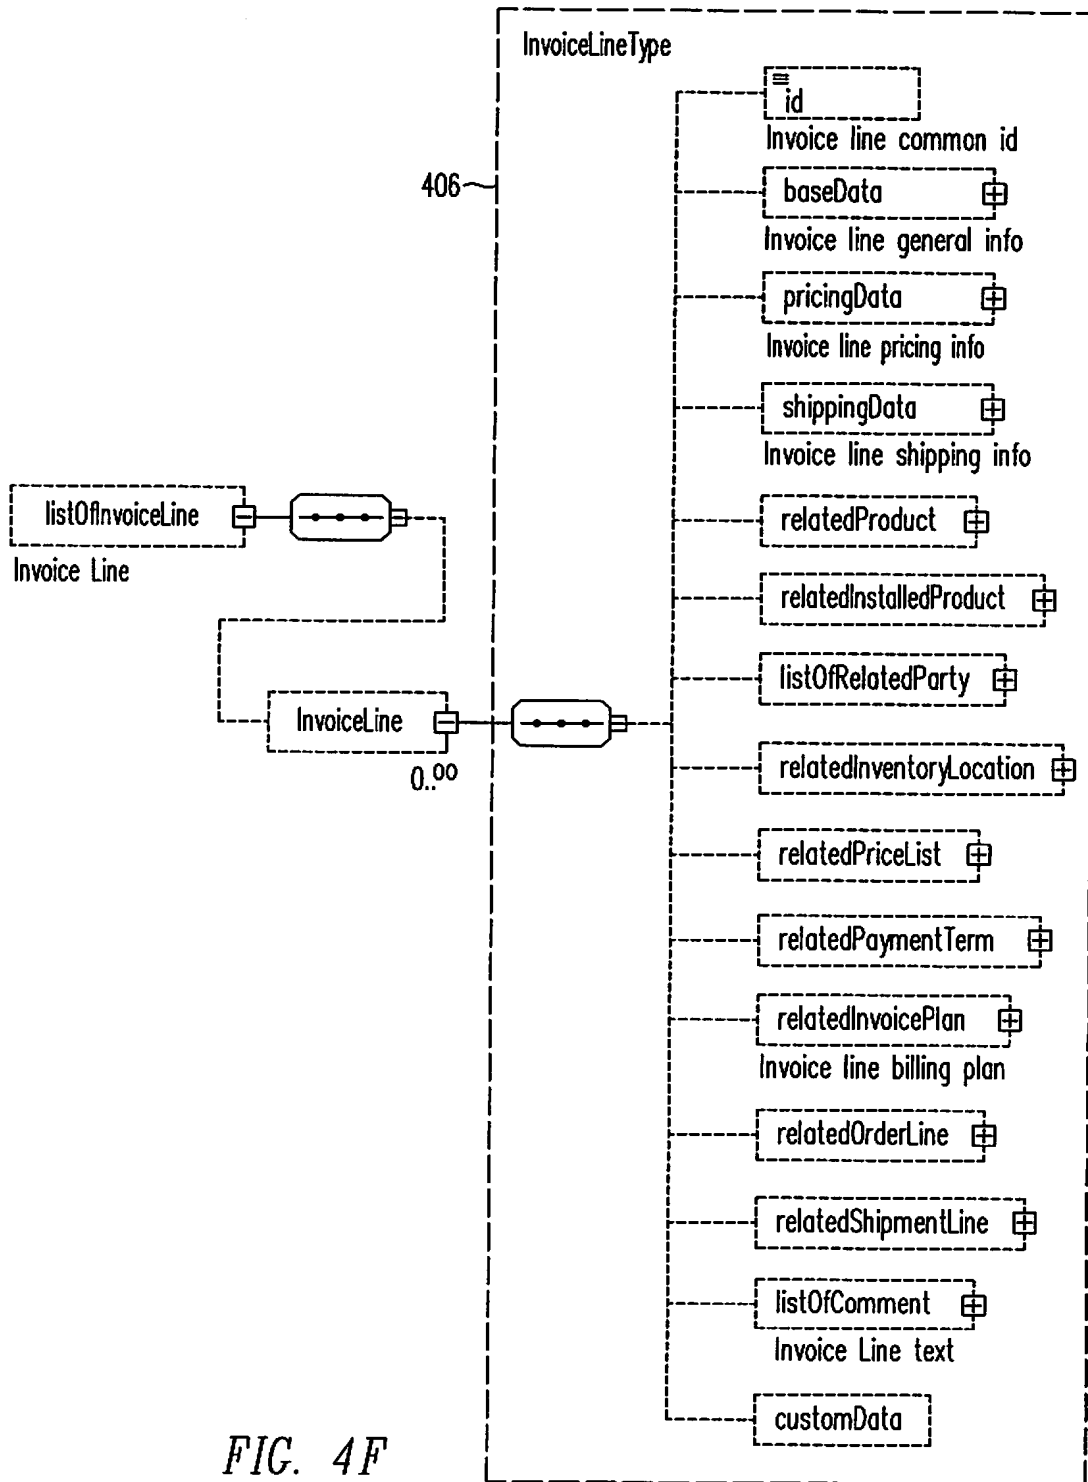 InvoiceLineType
id
Invoice line common id
406
baseData
Invoice line general info
pricingData
Invoice line pricing info
shippingData
Invoice line shipping info
listOfInvoiceLine
Invoice Line
relatedProduct
relatedInstalledProduct
listOfRelatedParty
InvoiceLine
0..∞
relatedInventoryLocation
relatedPriceList
relatedPaymentTerm
relatedInvoicePlan
Invoice line billing plan
relatedOrderLine
relatedShipmentLine
listOfComment
Invoice Line text
customData
FIG. 4F